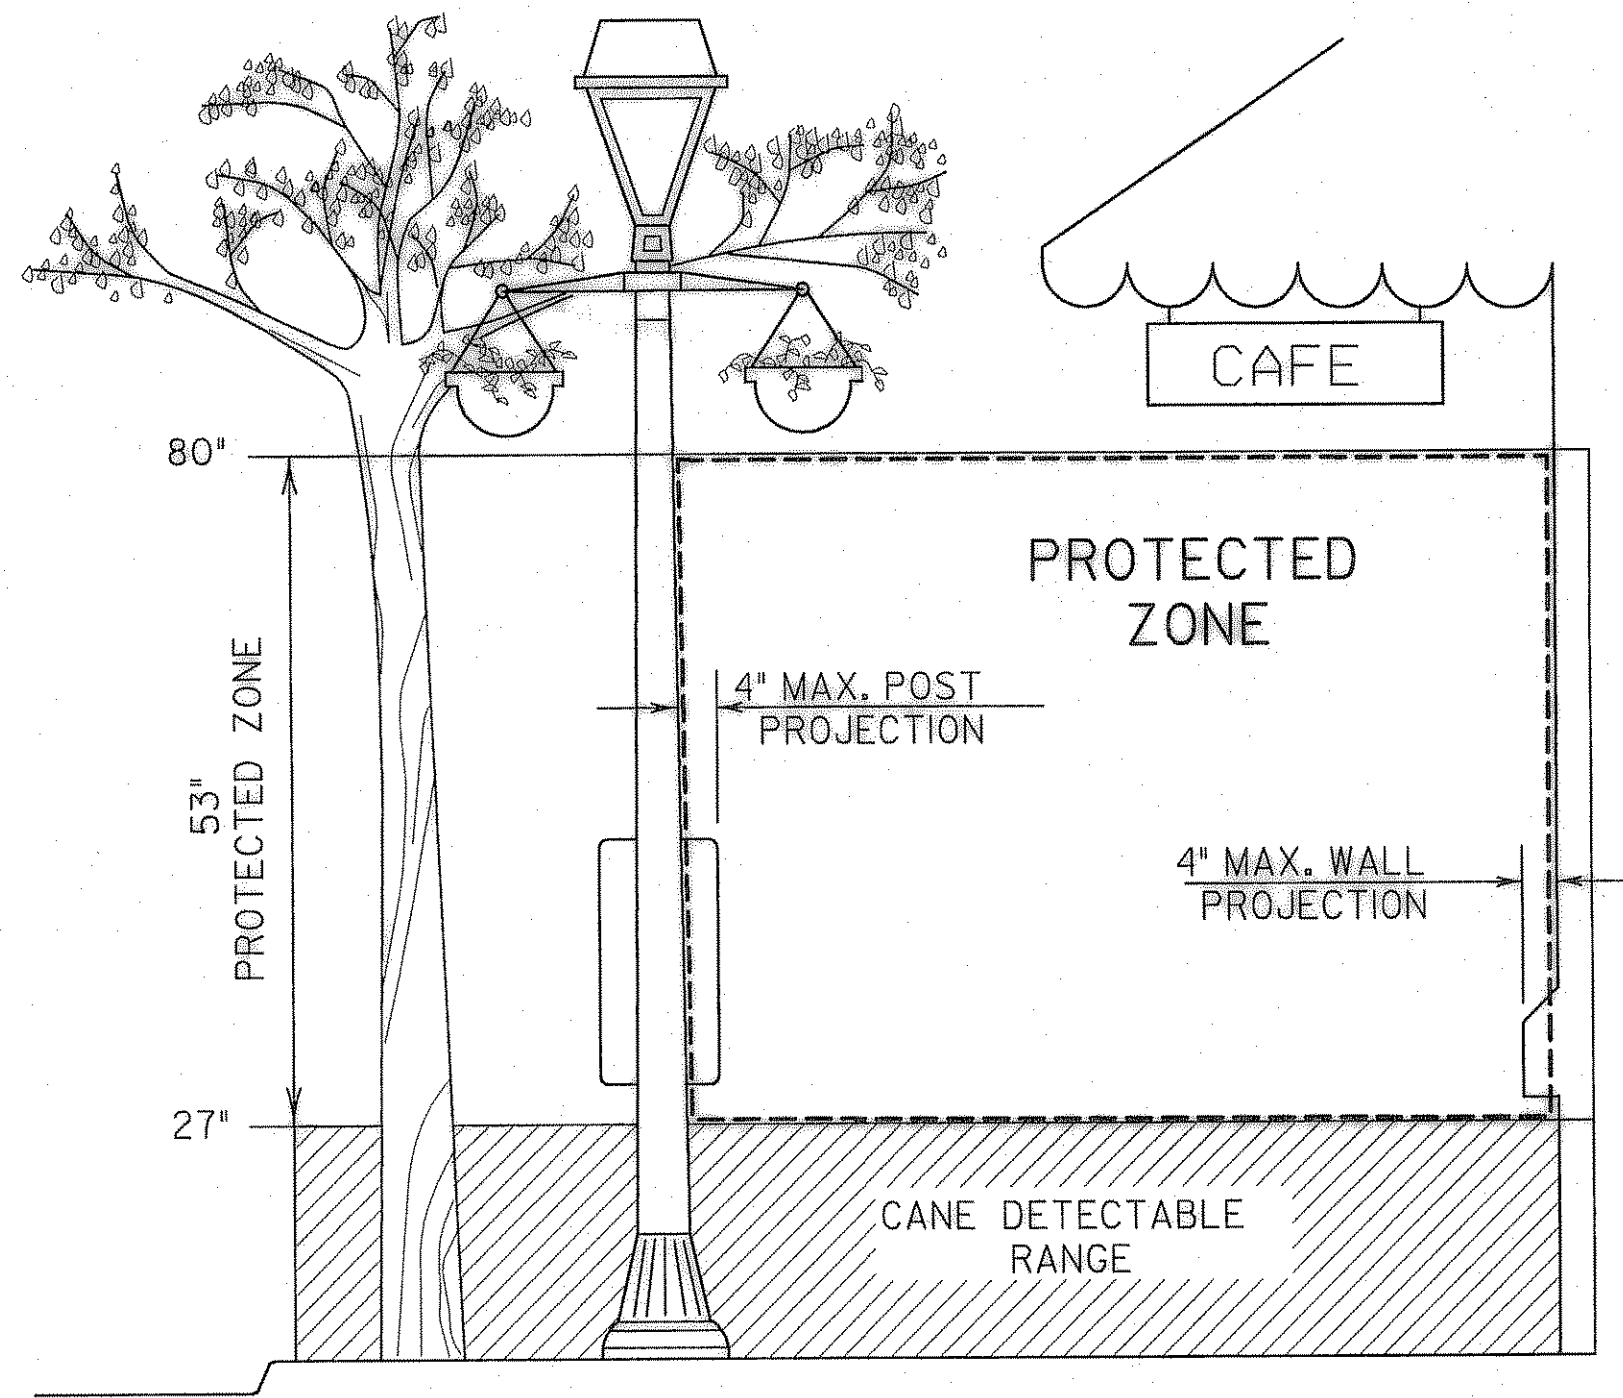 CAFE
80"
PROTECTED
ZONE
4" MAX. POST
PROJECTION
53"
PROTECTED ZONE
4" MAX. WALL
PROJECTION
27"
CANE DETECTABLE
RANGE